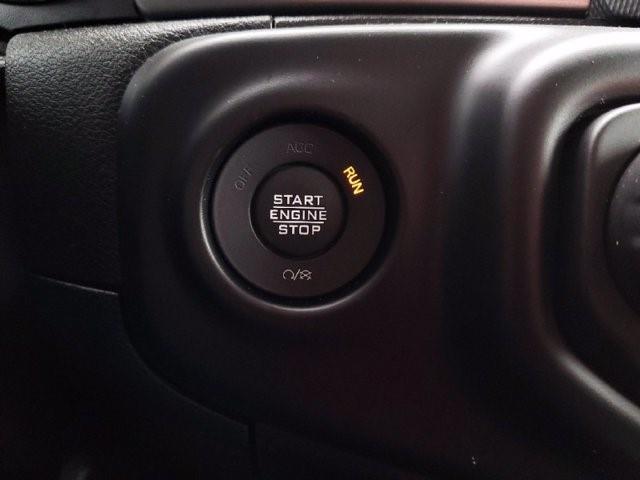 OFF ACC RUN
START
ENGINE
STOP